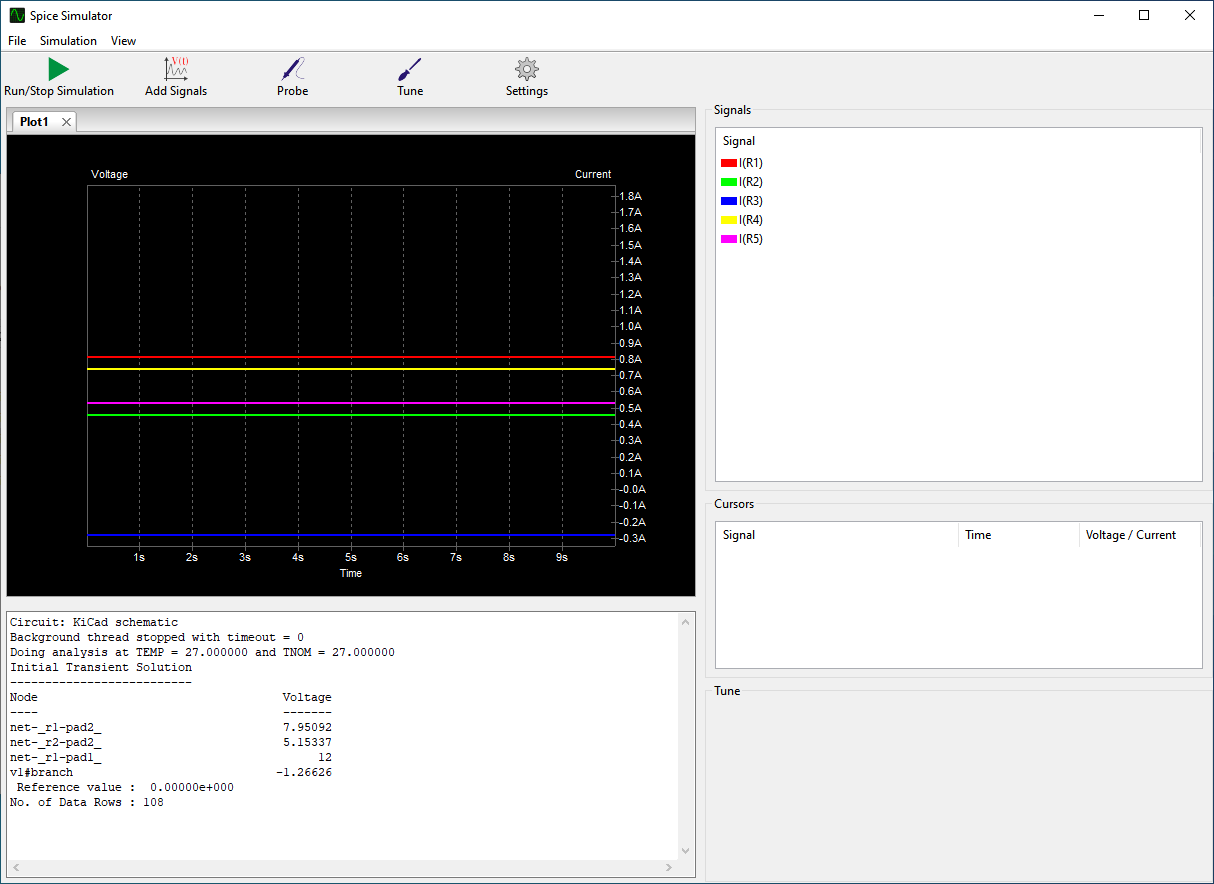 Spice Simulator
File Simulation View
Run/Stop Simulation Add Signals Probe Tune Settings
V(t)
Plot1
Voltage Current
1.8A
1.7A
1.6A
1.5A
1.4A
1.3A
1.2A
1.1A
1.0A
0.9A
0.8A
0.7A
0.6A
0.5A
0.4A
0.3A
0.2A
0.1A
-0.0A
-0.1A
-0.2A
-0.3A
1s 2s 3s 4s 5s 6s 7s 8s 9s
Time
Circuit: KiCad schematic
Background thread stopped with timeout = 0
Doing analysis at TEMP = 27.000000 and TNOM = 27.000000
Initial Transient Solution
--------------------------
Node Voltage
---- -------
net-_r1-pad2_ 7.95092
net-_r2-pad2_ 5.15337
net-_r1-pad1_ 12
v1#branch -1.26626
Reference value : 0.00000e+000
No. of Data Rows : 108
Signals
Signal
I(R1)
I(R2)
I(R3)
I(R4)
I(R5)
Cursors
Signal Time Voltage / Current
Tune